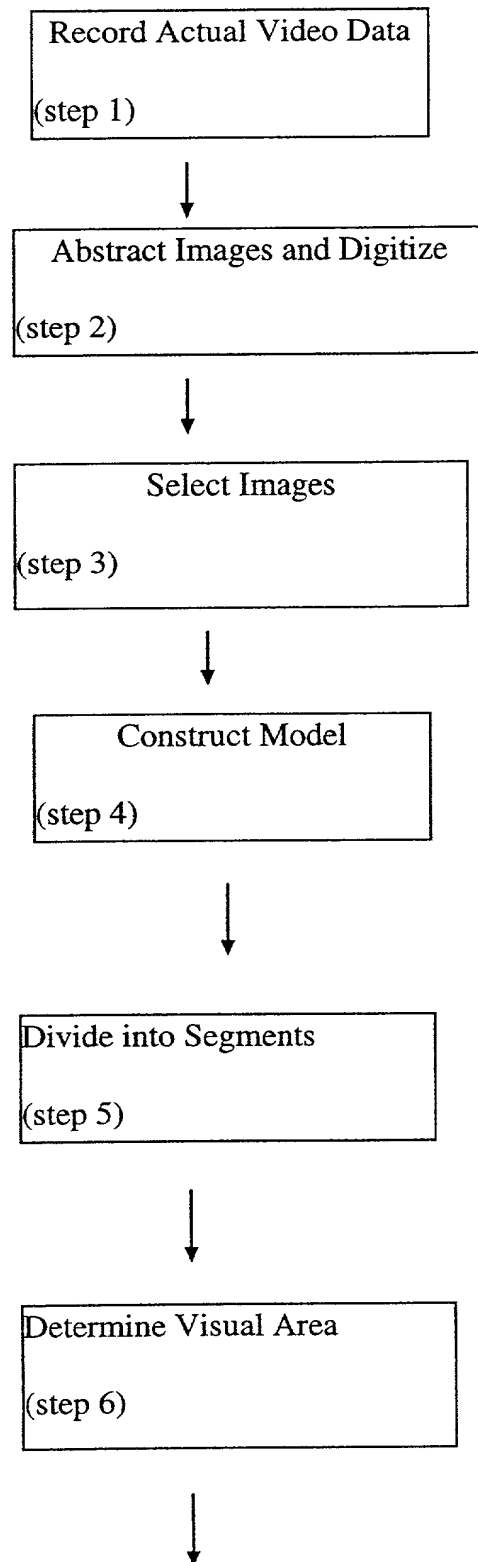 Record Actual Video Data
(step 1)
Abstract Images and Digitize
(step 2)
Select Images
(step 3)
Construct Model
(step 4)
Divide into Segments
(step 5)
Determine Visual Area
(step 6)